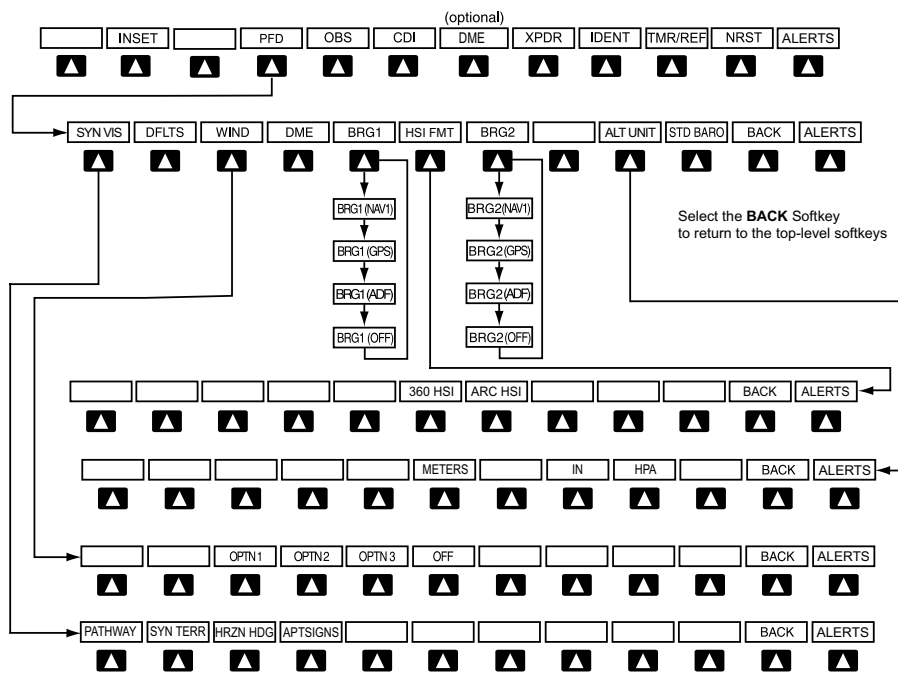 (optional)
INSET PFD OBS CDI DME XPDR IDENT TMR/REF NRST ALERTS
SYN VIS DFLTS WIND DME BRG1 HSI FMT BRG2 ALT UNIT STD BARO BACK ALERTS
BRG1(NAV1) BRG2(NAV1)
BRG1(GPS) BRG2(GPS)
BRG1(ADF) BRG2(ADF)
BRG1(OFF) BRG2(OFF)
Select the BACK Softkey
to return to the top-level softkeys
360 HSI ARC HSI BACK ALERTS
METERS IN HPA BACK ALERTS
OPTN 1 OPTN 2 OPTN 3 OFF BACK ALERTS
PATHWAY SYN TERR HRZN HDG APTSIGNS BACK ALERTS